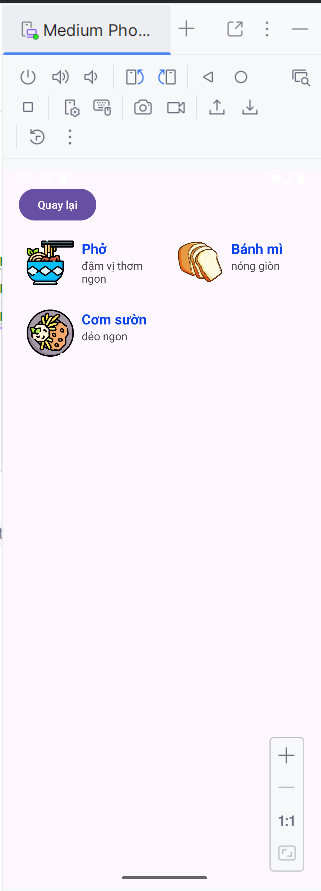 Medium Pho...
Quay lại
Phở
đậm vị thơm
ngon
Bánh mì
nóng giòn
Cơm sườn
dẻo ngon
1:1